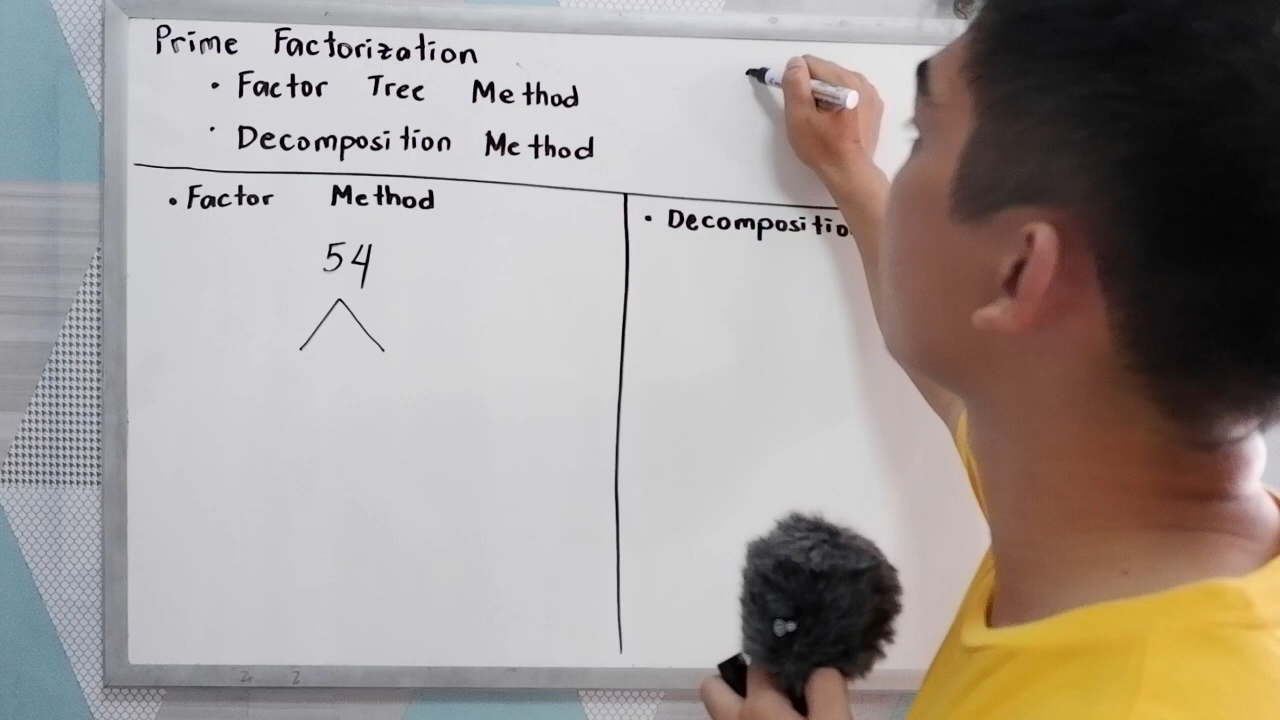 Prime Factorization
• Factor Tree Method
• Decomposition Method
• Factor Method
54
• Decompositio